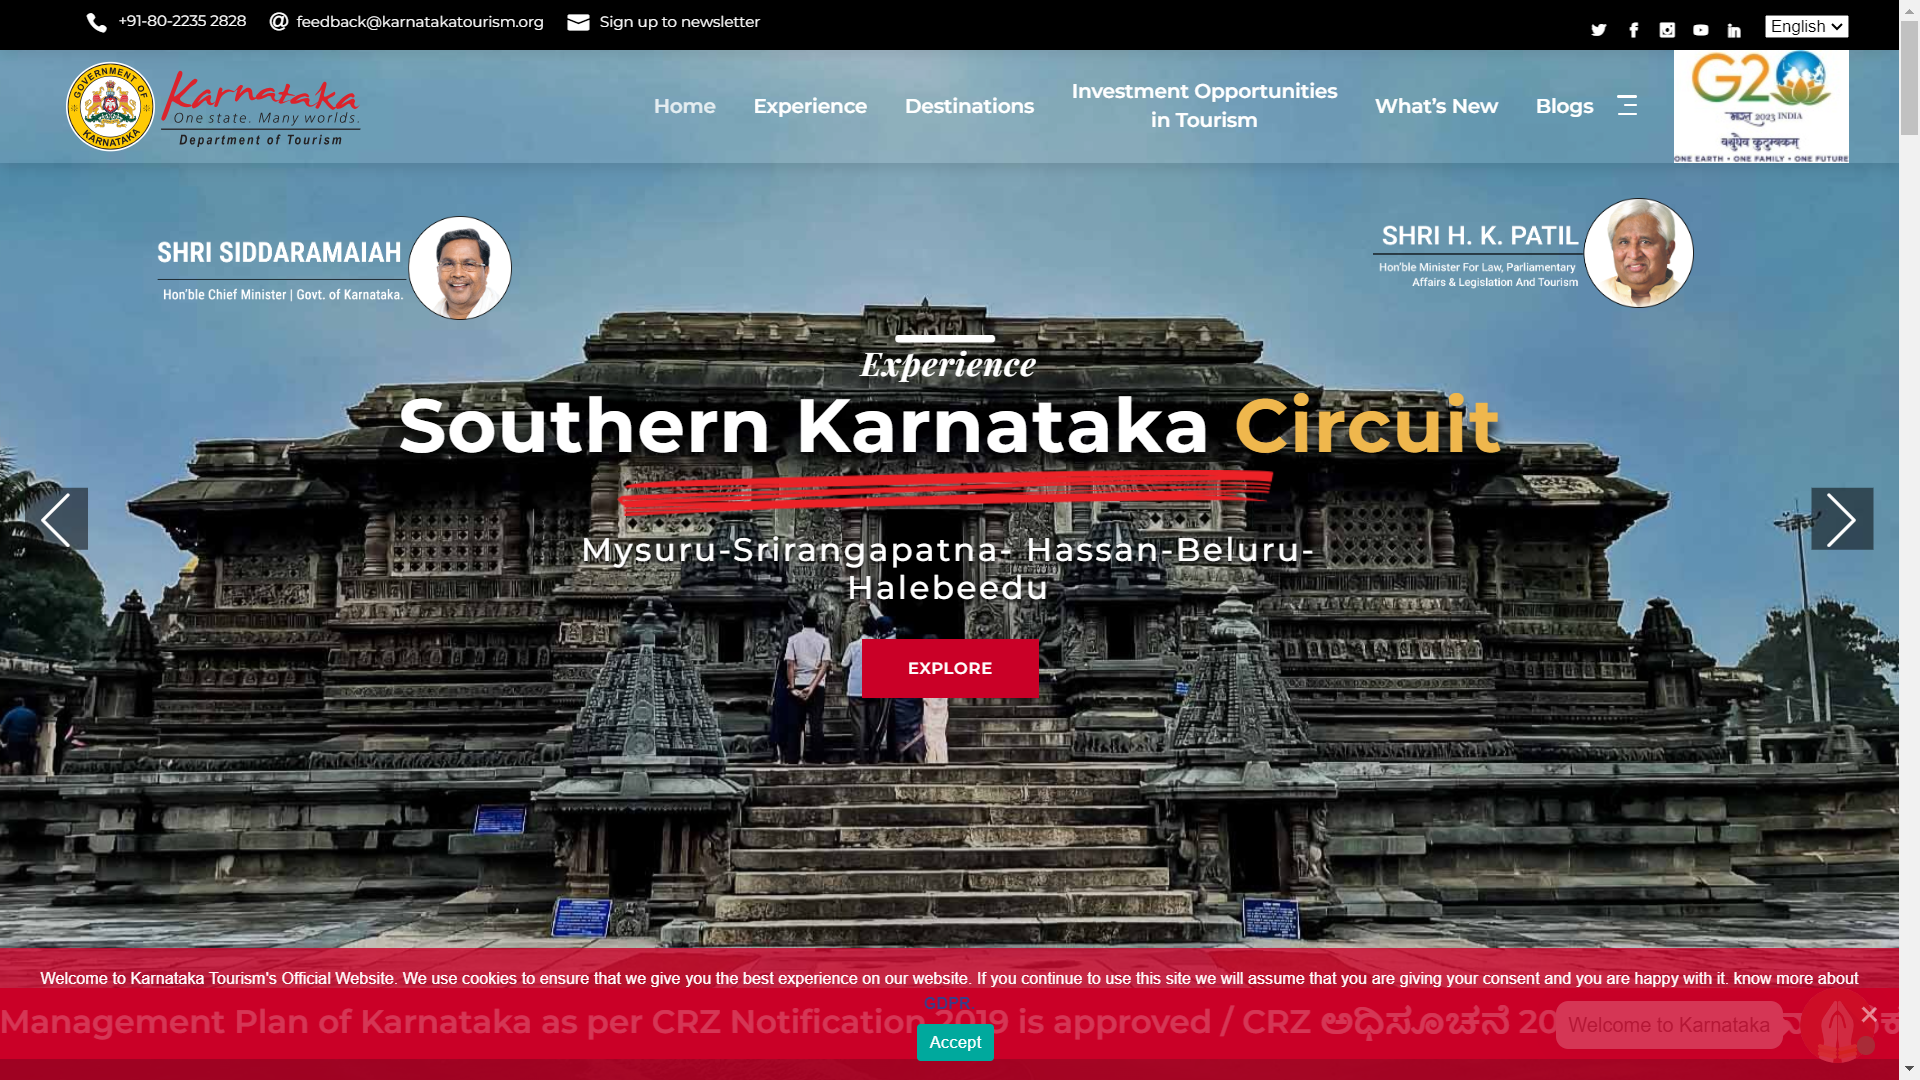 +91-80-2235 2828
feedback@karnatakatourism.org
Sign up to newsletter
English
GOVERNMENT OF
KARNATAKA
Karnataka
One state. Many worlds.
Department of Tourism
Home
Experience
Destinations
Investment Opportunities
in Tourism
What's New
Blogs
G20
भारत 2023 INDIA
वसुधैव कुटुम्बकम्
ONE EARTH • ONE FAMILY • ONE FUTURE
SHRI SIDDARAMAIAH
Hon'ble Chief Minister | Govt. of Karnataka.
SHRI H. K. PATIL
Hon'ble Minister For Law, Parliamentary
Affairs & Legislation And Tourism
Experience
Southern Karnataka Circuit
Mysuru-Srirangapatna- Hassan-Beluru-
Halebeedu
EXPLORE
Welcome to Karnataka Tourism's Official Website. We use cookies to ensure that we give you the best experience on our website. If you continue to use this site we will assume that you are giving your consent and you are happy with it. know more about
GDPR
Management Plan of Karnataka as per CRZ Notification 2019 is approved / CRZ ಅಧಿಸೂಚನೆ 20
Welcome to Karnataka
Accept